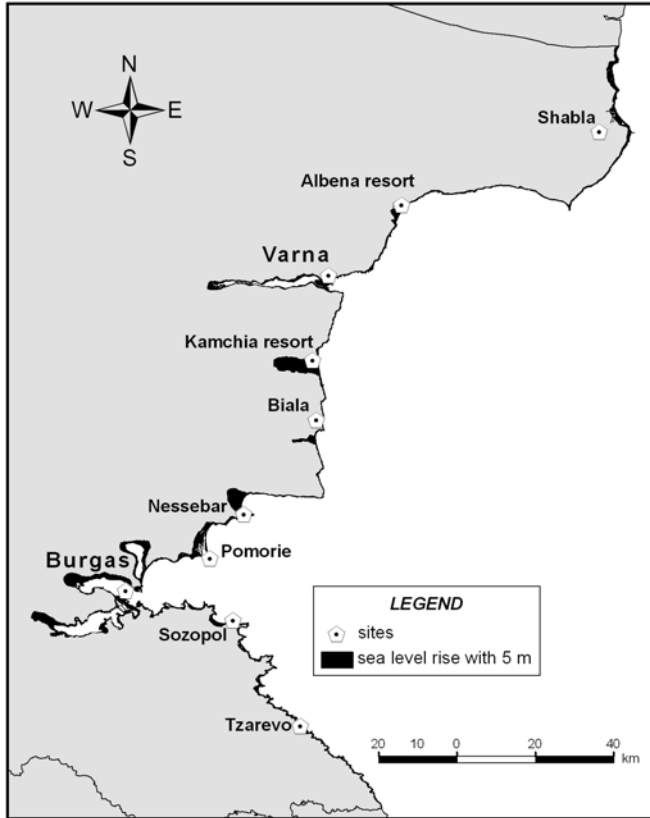 N
W E
S
Shabla
Albena resort
Varna
Kamchia resort
Biala
Nessebar
Burgas
Pomorie
Sozopol
Tzarevo
LEGEND
sites
sea level rise with 5 m
20 10 0 20 40
km